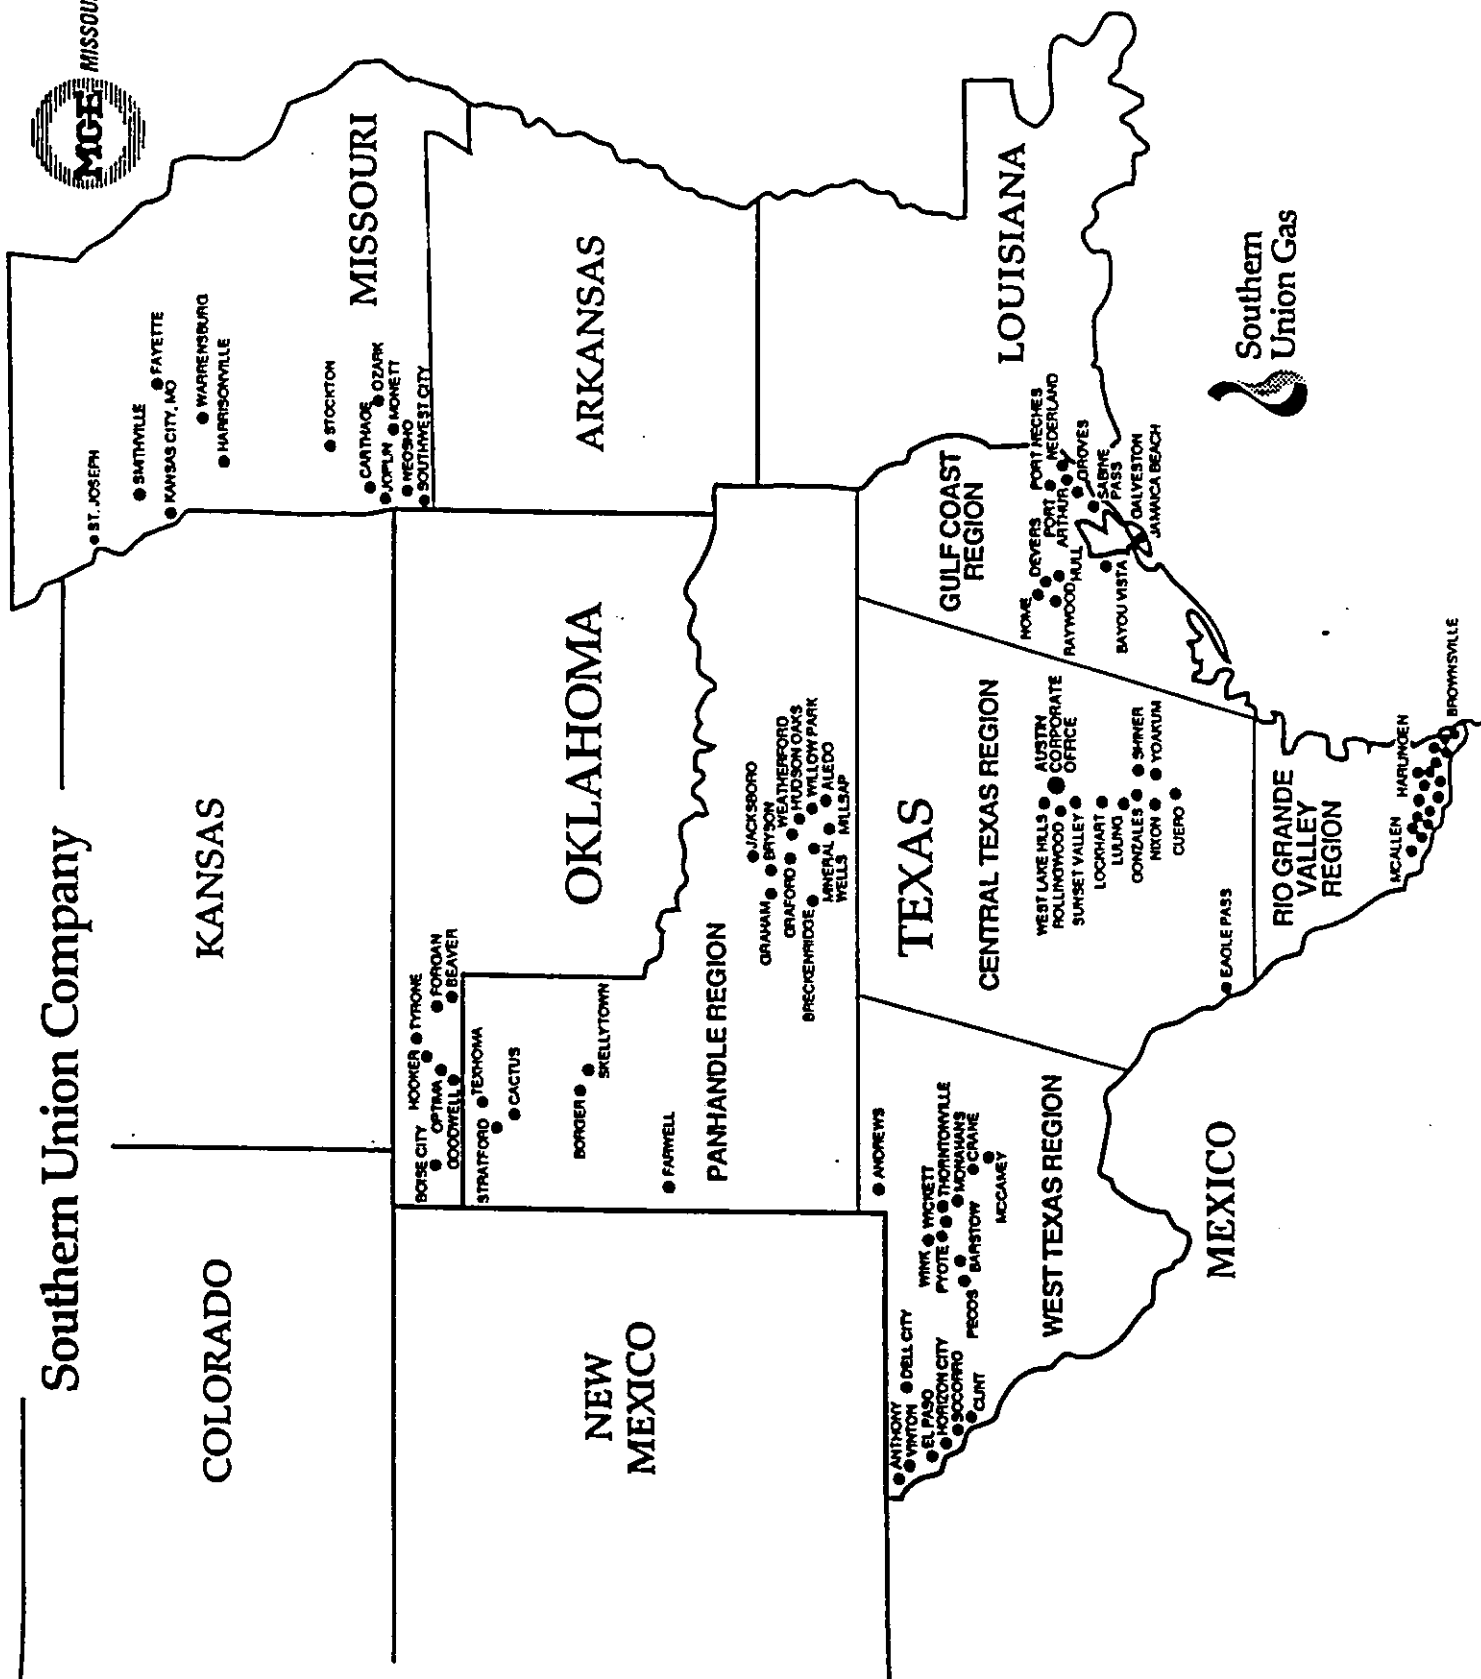 Southern Union Company
MGE
COLORADO
KANSAS
MISSOURI
ST. JOSEPH
SMITHVILLE
FAYETTE
KANSAS CITY, MO
WARRENSBURG
HARRISONVILLE
STOCKTON
CARTHAGE
OZARK
JOPLIN
MONETT
NEOSHO
SOUTHWEST CITY
NEW
MEXICO
OKLAHOMA
ARKANSAS
BOISE CITY
HOOKER
TYRONE
OPTIMA
FORGAN
GOODWELL
BEAVER
STRATFORD
TEXHOMA
CACTUS
BORGER
SKELLYTOWN
FARWELL
PANHANDLE REGION
JACKSBORO
GRAHAM
BRYSON
WEATHERFORD
GRAFORD
HUDSON OAKS
BRECKENRIDGE
WILLOW PARK
MINERAL
WELLS
ALEDO
MILLSAP
TEXAS
ANDREWS
ANTHONY
VINTON
DELL CITY
EL PASO
HORIZON CITY
SOCORRO
CLINT
WINK
WICKETT
PYOTE
THORNTONVILLE
MONAHANS
PECOS
BARSTOW
CRANE
MCCAMEY
WEST TEXAS REGION
CENTRAL TEXAS REGION
WEST LAKE HILLS
AUSTIN
CORPORATE
OFFICE
ROLLINGWOOD
SUNSET VALLEY
LOCKHART
LULING
GONZALES
SHINER
NIXON
YOAKUM
CUERO
EAGLE PASS
GULF COAST
REGION
NOME
DEVERS
RAYWOOD
HULL
PORT
ARTHUR
PORT NECHES
NEDERLAND
GROVES
SABINE
PASS
BAYOU VISTA
GALVESTON
JAMAICA BEACH
LOUISIANA
RIO GRANDE
VALLEY
REGION
MCALLEN
HARLINGEN
BROWNSVILLE
MEXICO
Southern
Union Gas